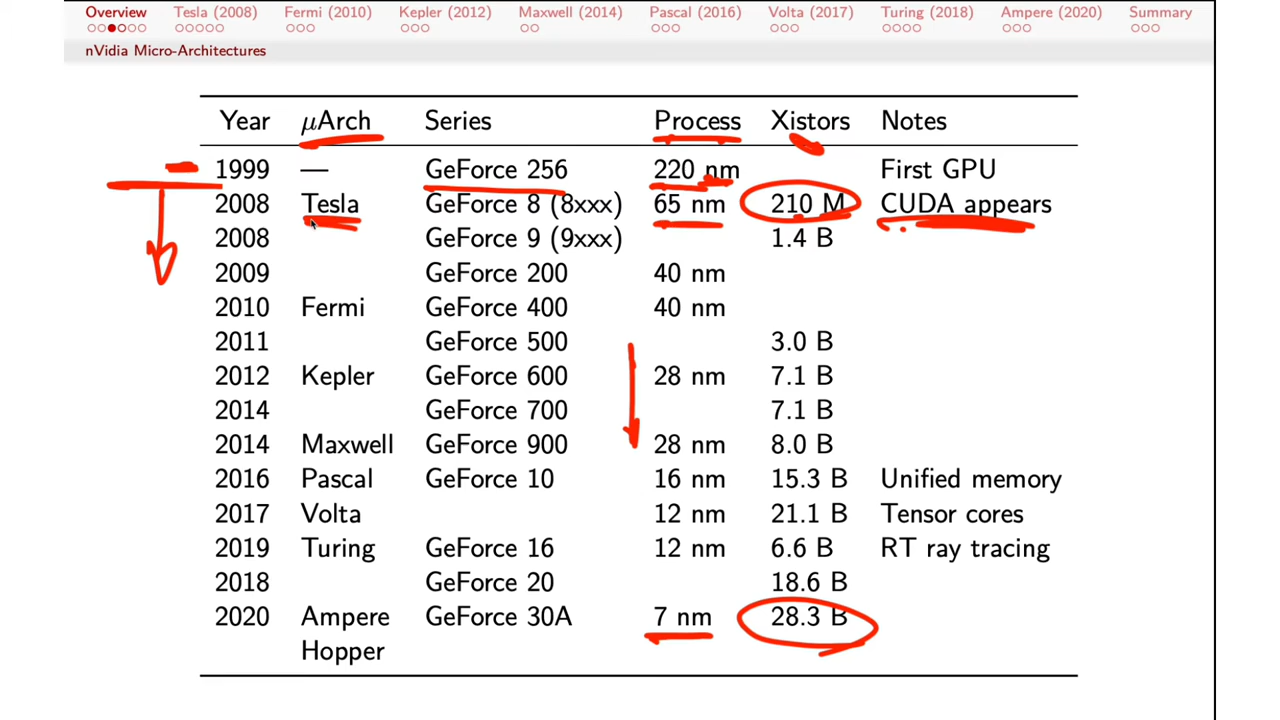 Overview Tesla (2008) Fermi (2010) Kepler (2012) Maxwell (2014) Pascal (2016) Volta (2017) Turing (2018) Ampere (2020) Summary
nVidia Micro-Architectures
Year μArch Series Process Xistors Notes
1999 — GeForce 256 220 nm First GPU
2008 Tesla GeForce 8 (8xxx) 65 nm 210 M CUDA appears
2008 GeForce 9 (9xxx) 1.4 B
2009 GeForce 200 40 nm
2010 Fermi GeForce 400 40 nm
2011 GeForce 500 3.0 B
2012 Kepler GeForce 600 28 nm 7.1 B
2014 GeForce 700 7.1 B
2014 Maxwell GeForce 900 28 nm 8.0 B
2016 Pascal GeForce 10 16 nm 15.3 B Unified memory
2017 Volta 12 nm 21.1 B Tensor cores
2019 Turing GeForce 16 12 nm 6.6 B RT ray tracing
2018 GeForce 20 18.6 B
2020 Ampere GeForce 30A 7 nm 28.3 B
Hopper